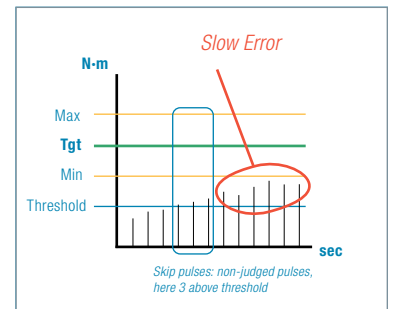 Slow Error
N·m
Max
Tgt
Min
Threshold
sec
Skip pulses: non-judged pulses,
here 3 above threshold